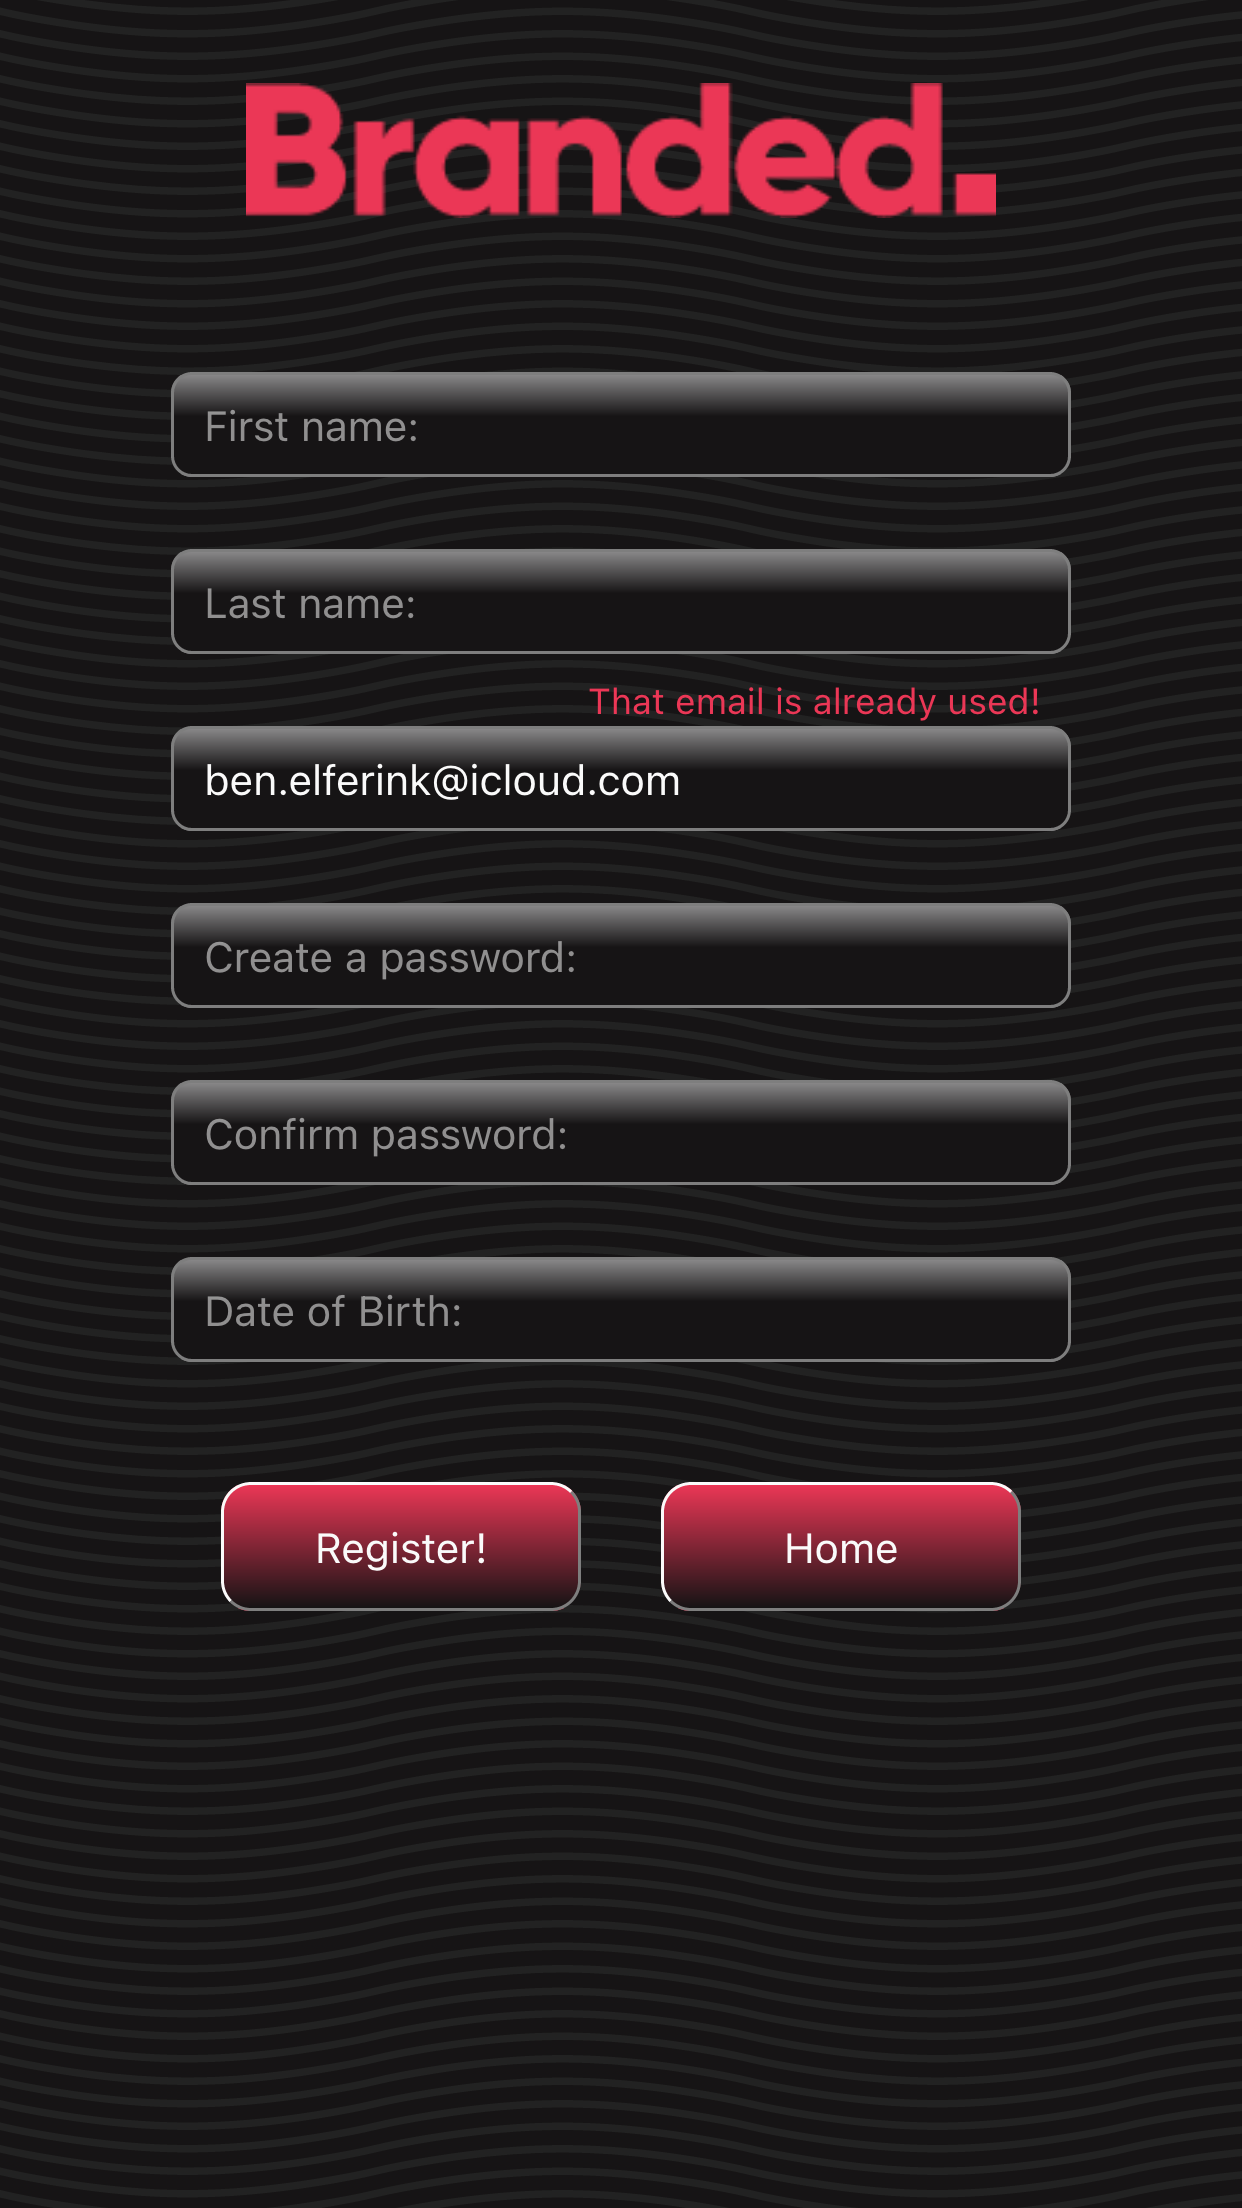 Branded.
First name:
Last name:
That email is already used!
ben.elferink@icloud.com
Create a password:
Confirm password:
Date of Birth:
Register!
Home